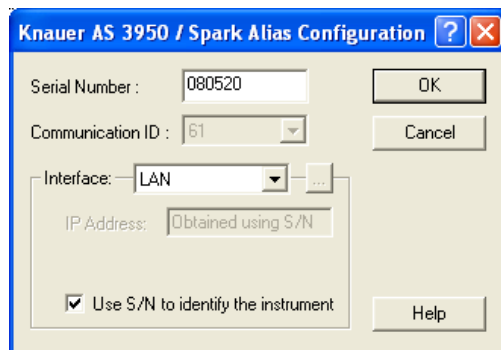 Knauer AS 3950 / Spark Alias Configuration
Serial Number : 080520 OK
Communication ID : 61 Cancel
Interface: LAN ...
IP Address: Obtained using S/N
Use S/N to identify the instrument
Help